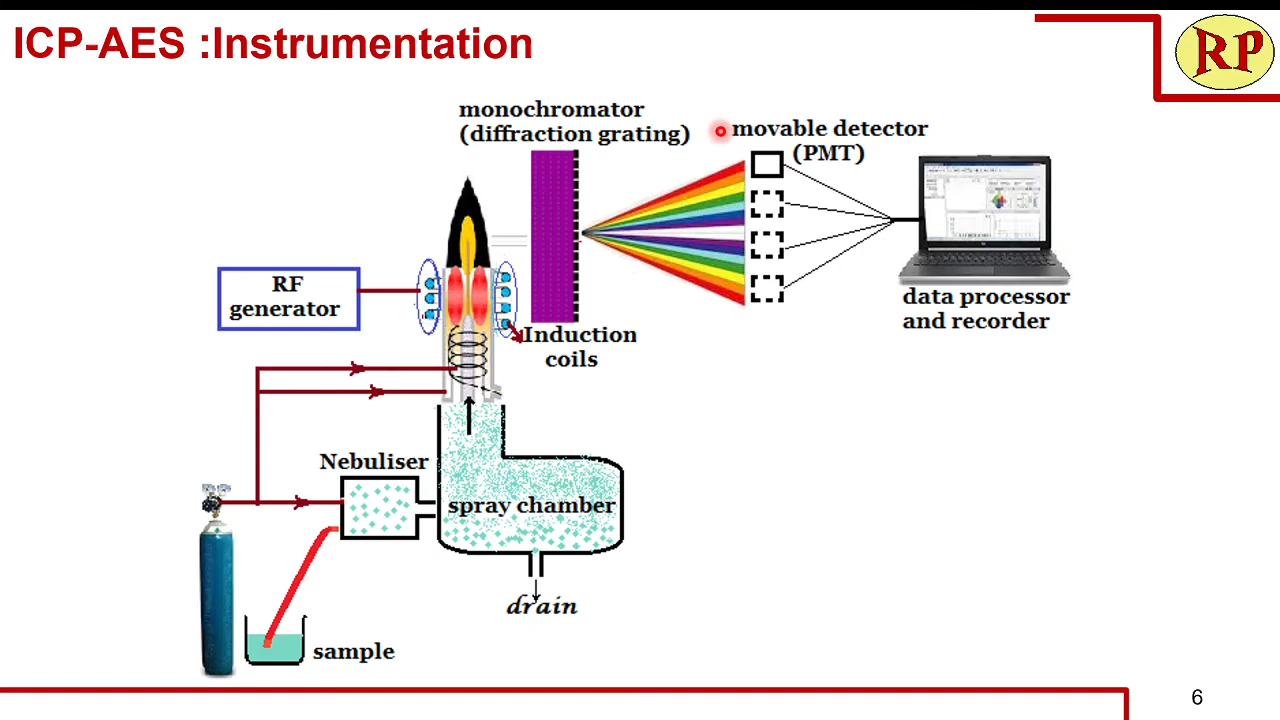 ICP-AES :Instrumentation
RP
monochromator
(diffraction grating)
movable detector
(PMT)
RF
generator
Induction
coils
data processor
and recorder
Nebuliser
spray chamber
drain
sample
6